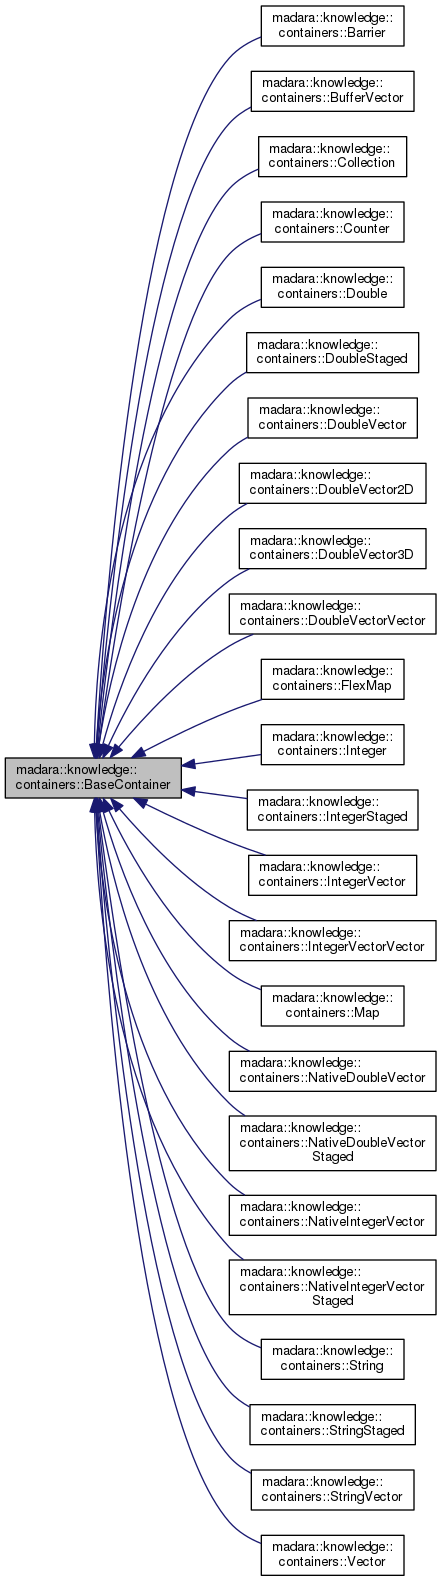 madara::knowledge::
containers::Barrier
madara::knowledge::
containers::BufferVector
madara::knowledge::
containers::Collection
madara::knowledge::
containers::Counter
madara::knowledge::
containers::Double
madara::knowledge::
containers::DoubleStaged
madara::knowledge::
containers::DoubleVector
madara::knowledge::
containers::DoubleVector2D
madara::knowledge::
containers::DoubleVector3D
madara::knowledge::
containers::DoubleVectorVector
madara::knowledge::
containers::FlexMap
madara::knowledge::
containers::Integer
madara::knowledge::
containers::BaseContainer
madara::knowledge::
containers::IntegerStaged
madara::knowledge::
containers::IntegerVector
madara::knowledge::
containers::IntegerVectorVector
madara::knowledge::
containers::Map
madara::knowledge::
containers::NativeDoubleVector
madara::knowledge::
containers::NativeDoubleVector
Staged
madara::knowledge::
containers::NativeIntegerVector
madara::knowledge::
containers::NativeIntegerVector
Staged
madara::knowledge::
containers::String
madara::knowledge::
containers::StringStaged
madara::knowledge::
containers::StringVector
madara::knowledge::
containers::Vector